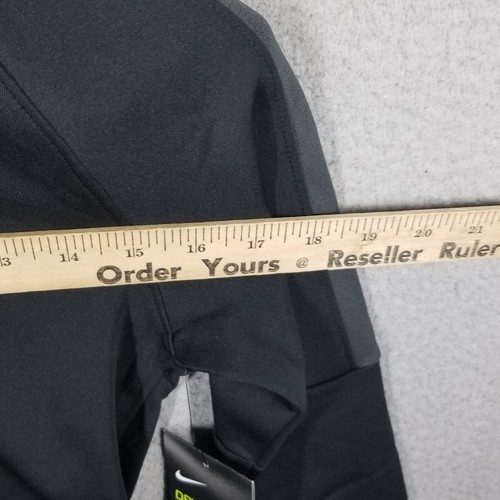 3 14 15 16 17 18 19 20 21
Order Yours @ Reseller Ruler